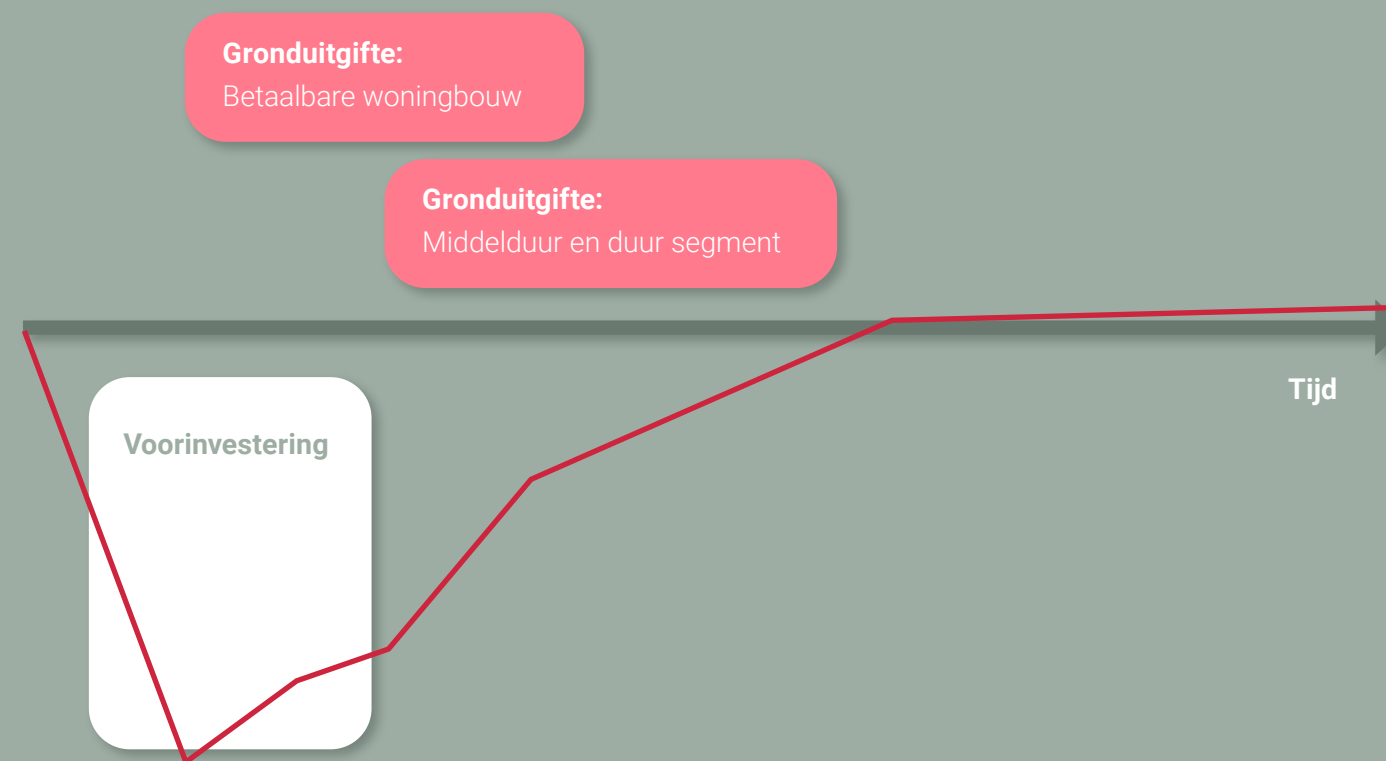 Gronduitgifte:
Betaalbare woningbouw
Gronduitgifte:
Middelduur en duur segment
Tijd
Voorinvestering